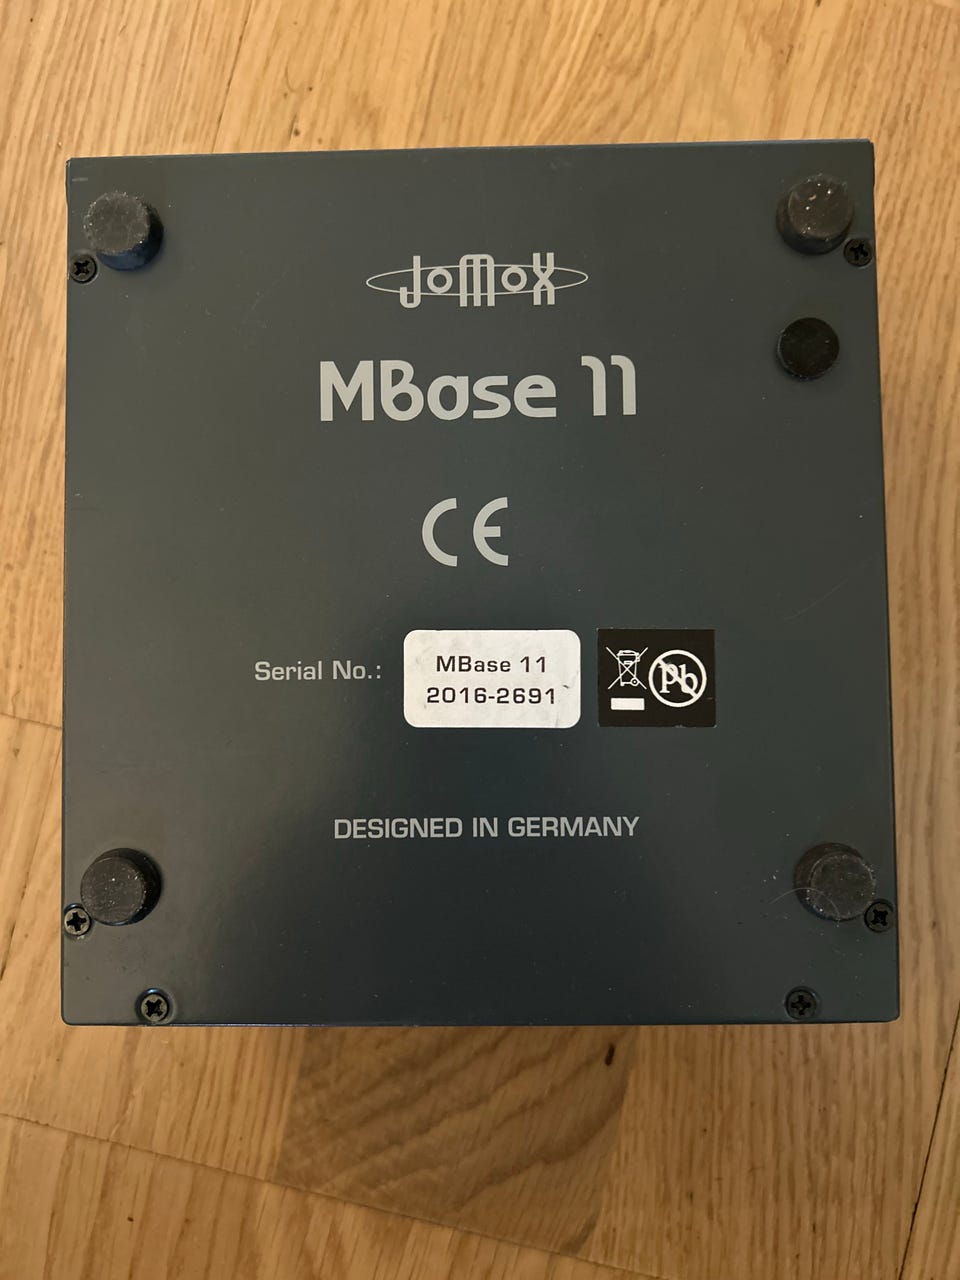 JoMoX
MBase 11
CE
Serial No.: MBase 11
2016-2691
Pb
DESIGNED IN GERMANY